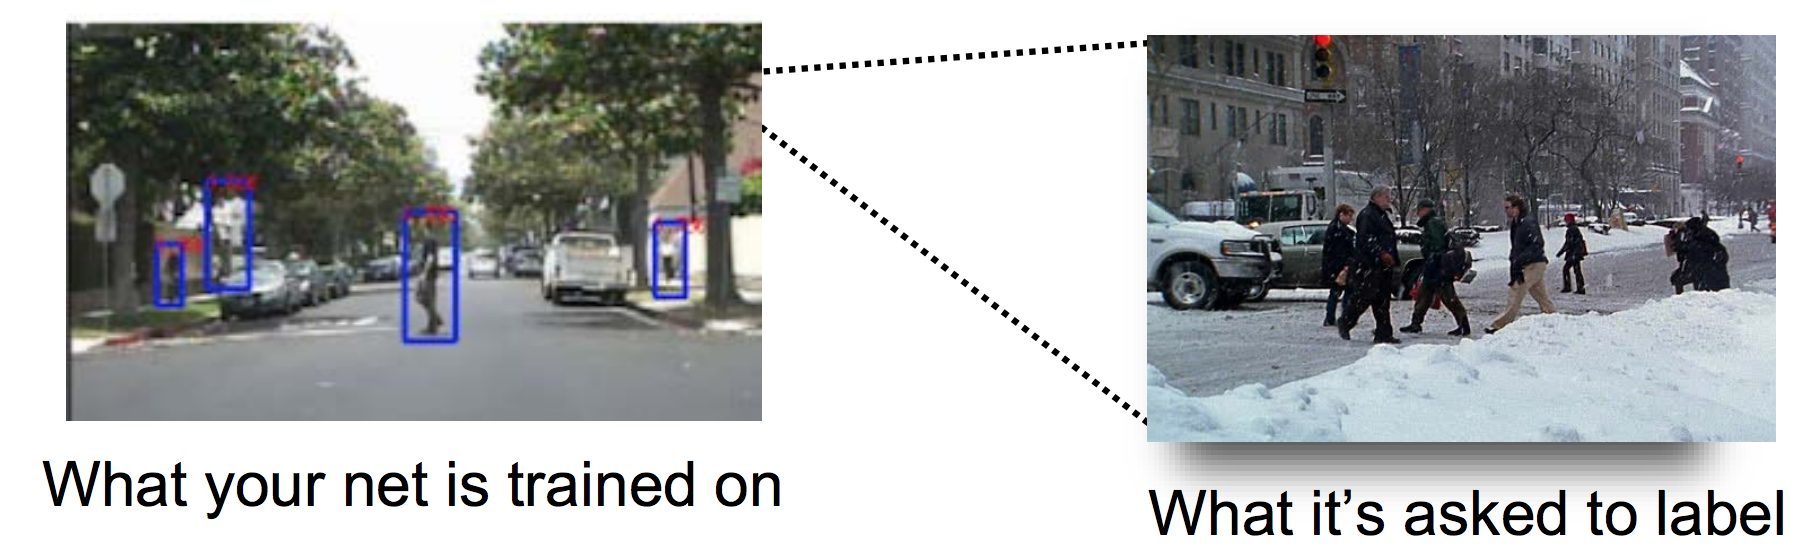 What your net is trained on
What it's asked to label